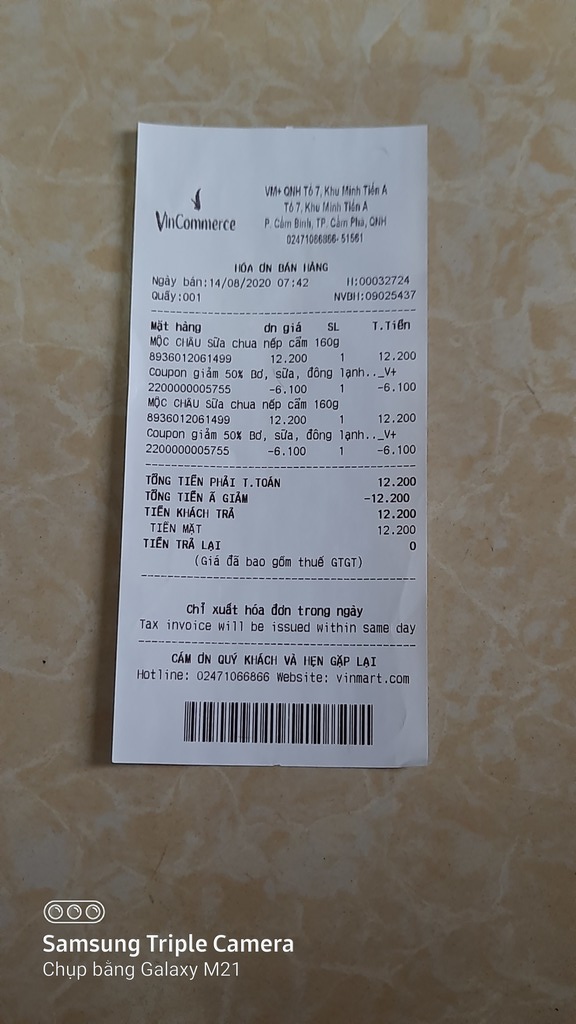 VinCommerce
VM+ QNH Tổ 7, Khu Minh Tiến A
Tổ 7, Khu Minh Tiến A
P. Cẩm Bình, TP. Cẩm Phả, QNH
02471066866- 51561
HÓA ĐƠN BÁN HÀNG
Ngày bán:14/08/2020 07:42 H:00032724
Quầy:001 NVBH:09025437
Mặt hàng đn giá SL T.Tiền
MỘC CHÂU Sữa chua nếp cẩm 160g
8936012061499 12.200 1 12.200
Coupon giảm 50% Bơ, sữa, đông lạnh.._V+
2200000005755 -6.100 1 -6.100
MỘC CHÂU Sữa chua nếp cẩm 160g
8936012061499 12.200 1 12.200
Coupon giảm 50% Bơ, sữa, đông lạnh.._V+
2200000005755 -6.100 1 -6.100
TỔNG TIỀN PHẢI T.TOÁN 12.200
TỔNG TIỀN Ã GIẢM -12.200
TIỀN KHÁCH TRẢ 12.200
TIỀN MẶT 12.200
TIỀN TRẢ LẠI 0
(Giá đã bao gồm thuế GTGT)
Chỉ xuất hóa đơn trong ngày
Tax invoice will be issued within same day
CẢM ƠN QUÝ KHÁCH VÀ HẸN GẶP LẠI
Hotline: 02471066866 Website: vinmart.com
Samsung Triple Camera
Chụp bằng Galaxy M21